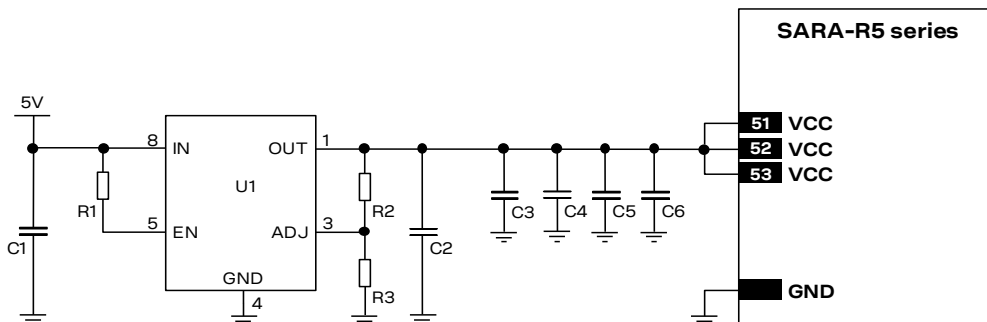 SARA-R5 series
5V
51 VCC
8 IN OUT 1
52 VCC
53 VCC
U1
R1 R2 C3 C4 C5 C6
5 EN ADJ 3
C1 C2
GND
4
R3
GND